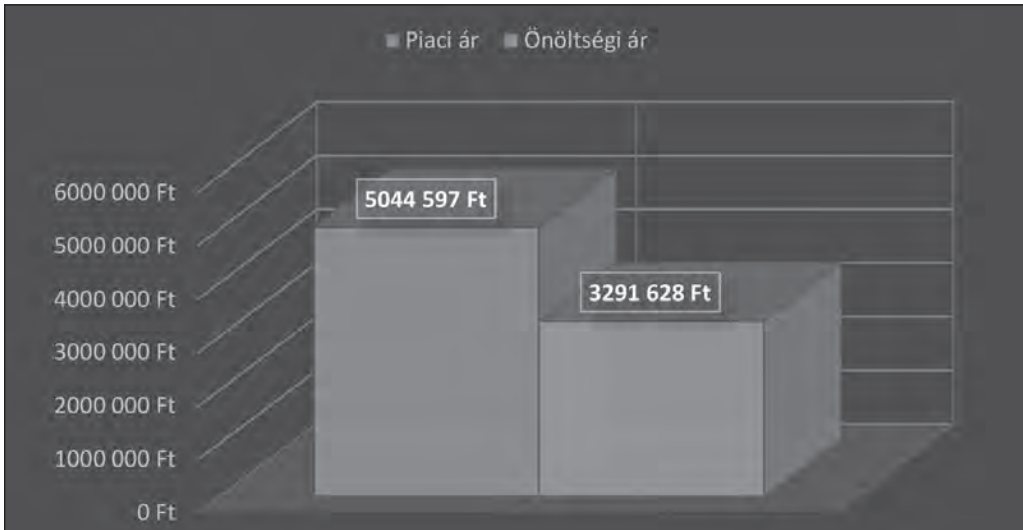 Piaci ár Önöltségi ár
6000 000 Ft
5000 000 Ft
4000 000 Ft
3000 000 Ft
2000 000 Ft
1000 000 Ft
0 Ft
5044 597 Ft
3291 628 Ft